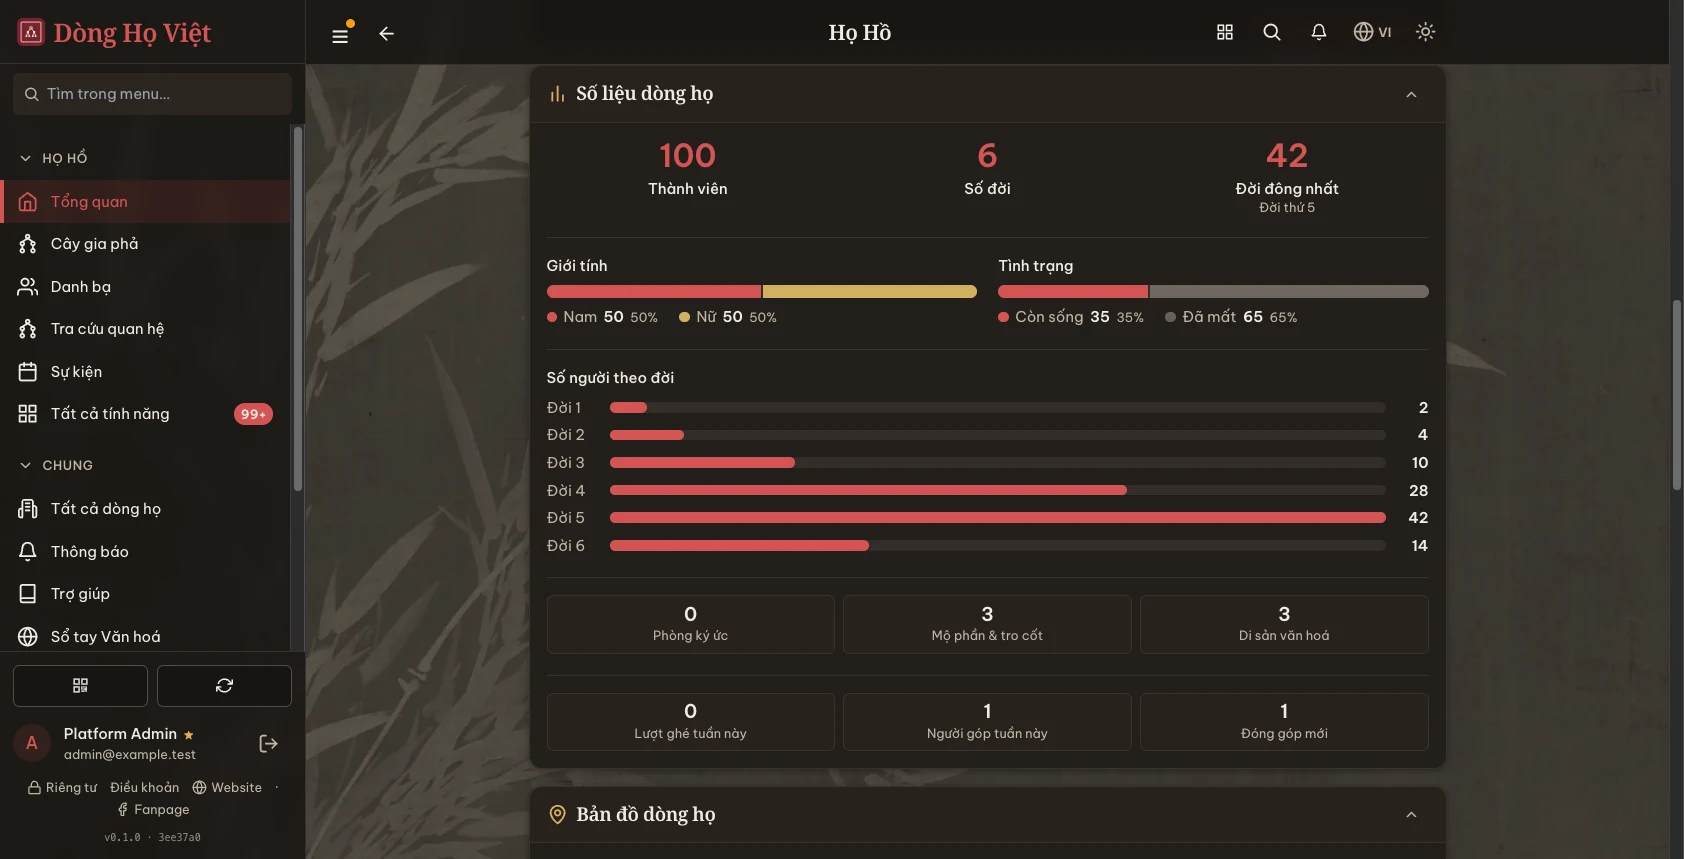 Dòng Họ Việt
Tìm trong menu...
HỌ HỒ
Tổng quan
Cây gia phả
Danh bạ
Tra cứu quan hệ
Sự kiện
Tất cả tính năng 99+
CHUNG
Tất cả dòng họ
Thông báo
Trợ giúp
Sổ tay Văn hoá
A
Platform Admin
admin@example.test
Riêng tư Điều khoản Website ·
Fanpage
v0.1.0 · 3ee37a0
Họ Hồ
VI
Số liệu dòng họ
100 6 42
Thành viên Số đời Đời đông nhất
Đời thứ 5
Giới tính Tình trạng
Nam 50 50% Nữ 50 50% Còn sống 35 35% Đã mất 65 65%
Số người theo đời
Đời 1 2
Đời 2 4
Đời 3 10
Đời 4 28
Đời 5 42
Đời 6 14
0 3 3
Phòng ký ức Mộ phần & tro cốt Di sản văn hoá
0 1 1
Lượt ghé tuần này Người góp tuần này Đóng góp mới
Bản đồ dòng họ